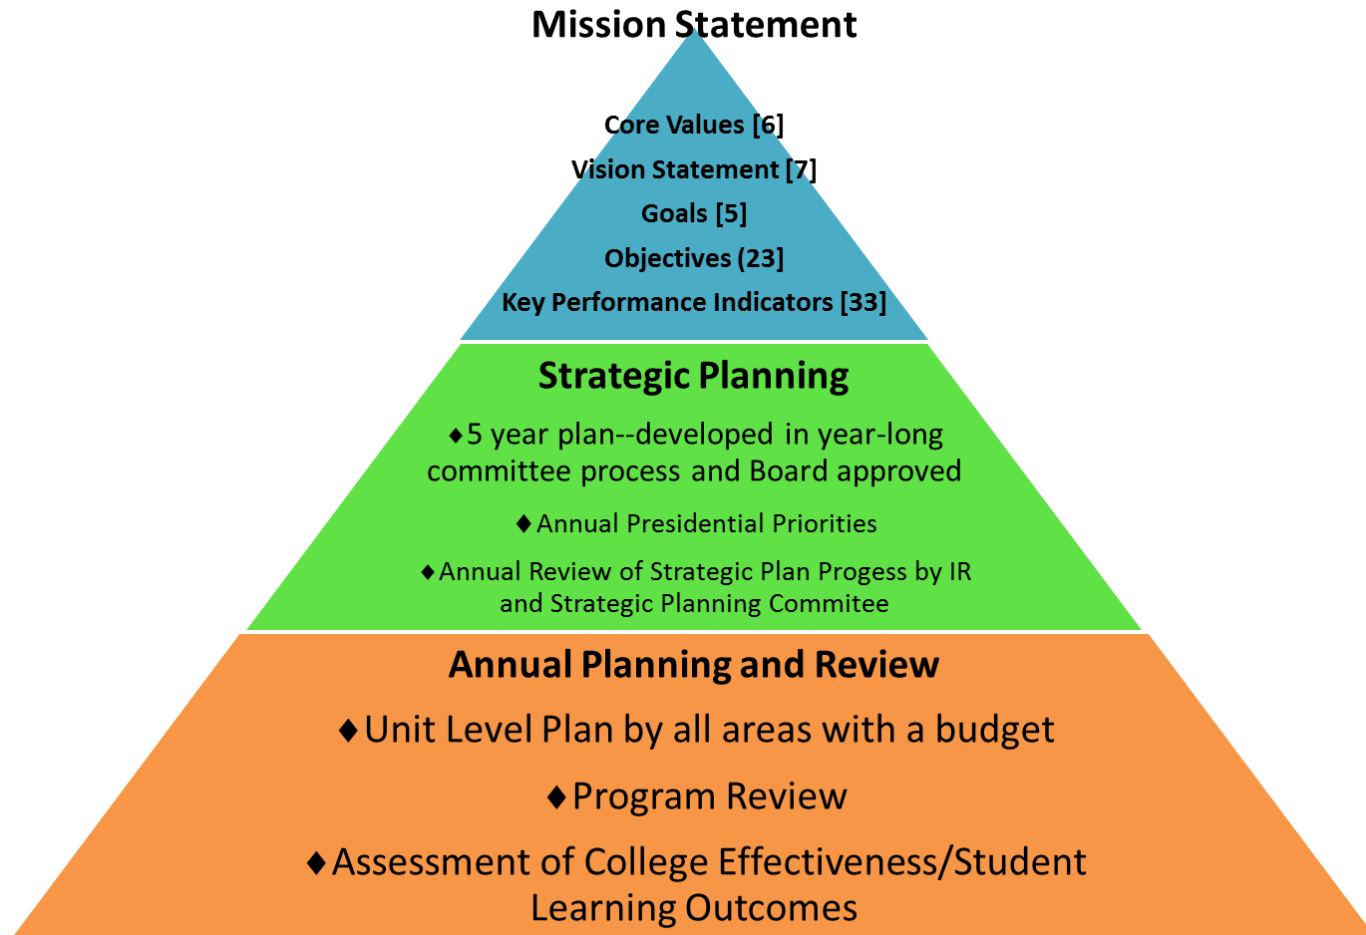 Mission Statement
Core Values [6]
Vision Statement [7]
Goals [5]
Objectives (23]
Key Performance Indicators [33]
Strategic Planning
♦5 year plan--developed in year-long
committee process and Board approved
♦Annual Presidential Priorities
♦Annual Review of Strategic Plan Progess by IR
and Strategic Planning Commitee
Annual Planning and Review
♦Unit Level Plan by all areas with a budget
♦Program Review
♦Assessment of College Effectiveness/Student
Learning Outcomes